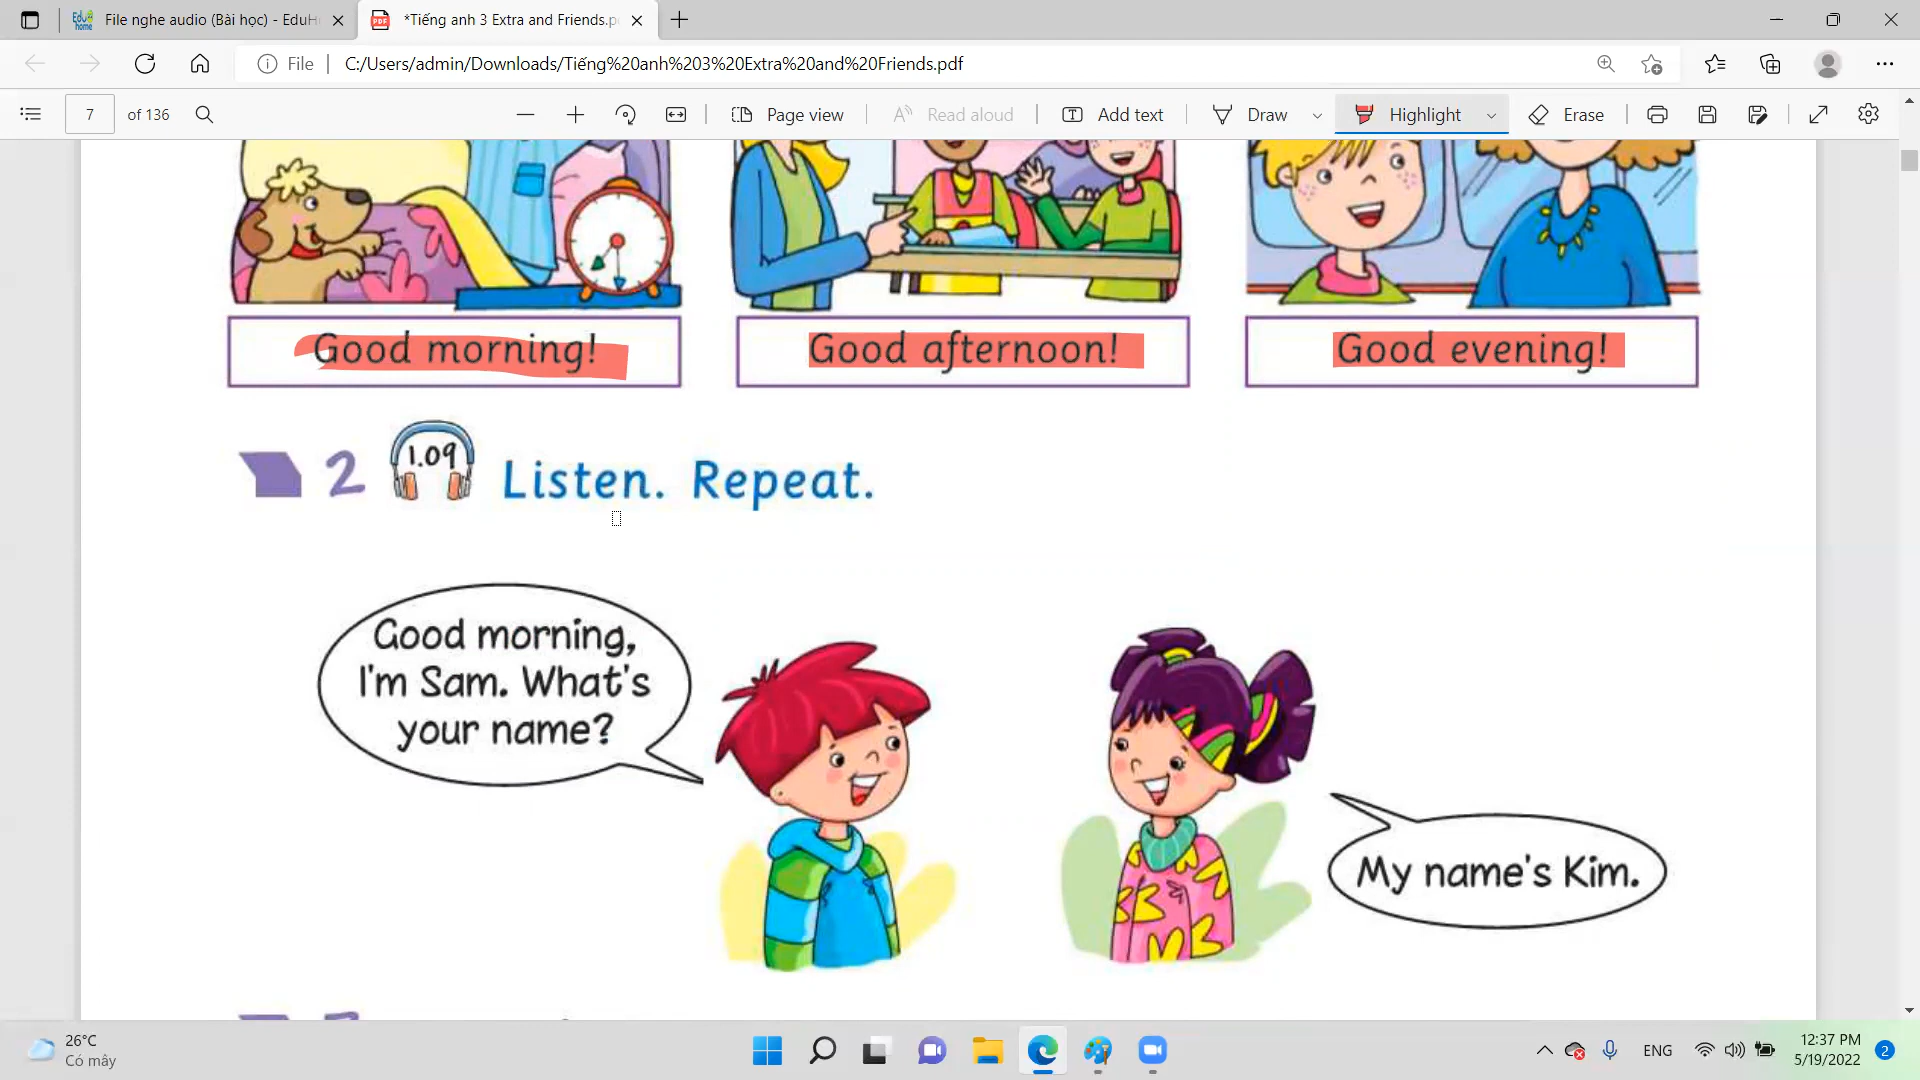 File nghe audio (Bài học) - EduH
*Tiếng anh 3 Extra and Friends.p
File
C:/Users/admin/Downloads/Tiếng%20anh%203%20Extra%20and%20Friends.pdf
7 of 136
Page view
Read aloud
Add text
Draw
Highlight
Erase
Good morning!
Good afternoon!
Good evening!
2 1.09 Listen. Repeat.
Good morning,
I'm Sam. What's
your name?
My name's Kim.
26°C
Có mây
ENG
12:37 PM
5/19/2022
2